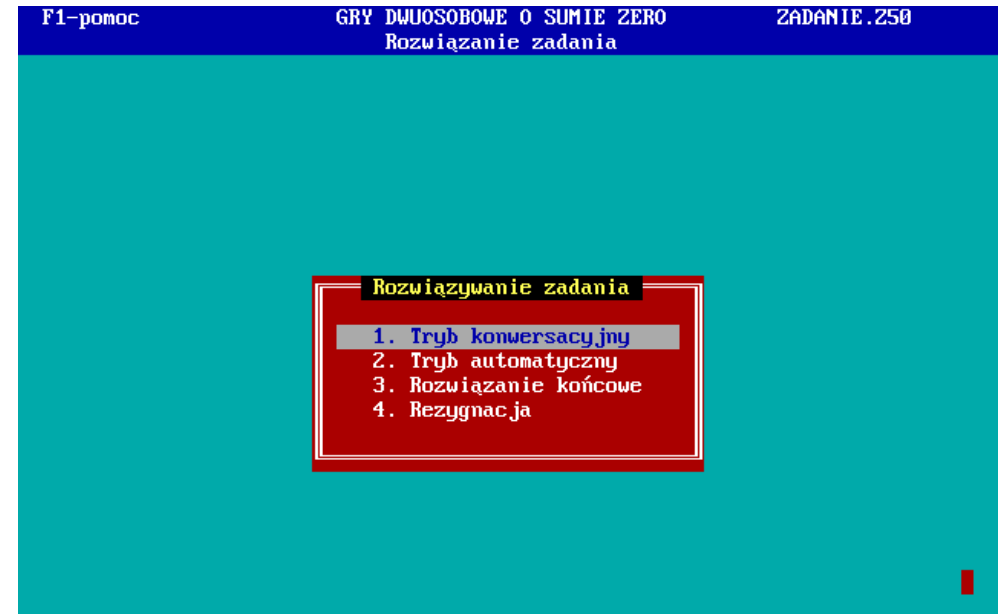 F1-pomoc GRY DWUOSOBOWE O SUMIE ZERO ZADANIE.Z50
Rozwiązanie zadania
Rozwiązywanie zadania
1. Tryb konwersacyjny
2. Tryb automatyczny
3. Rozwiązanie końcowe
4. Rezygnacja